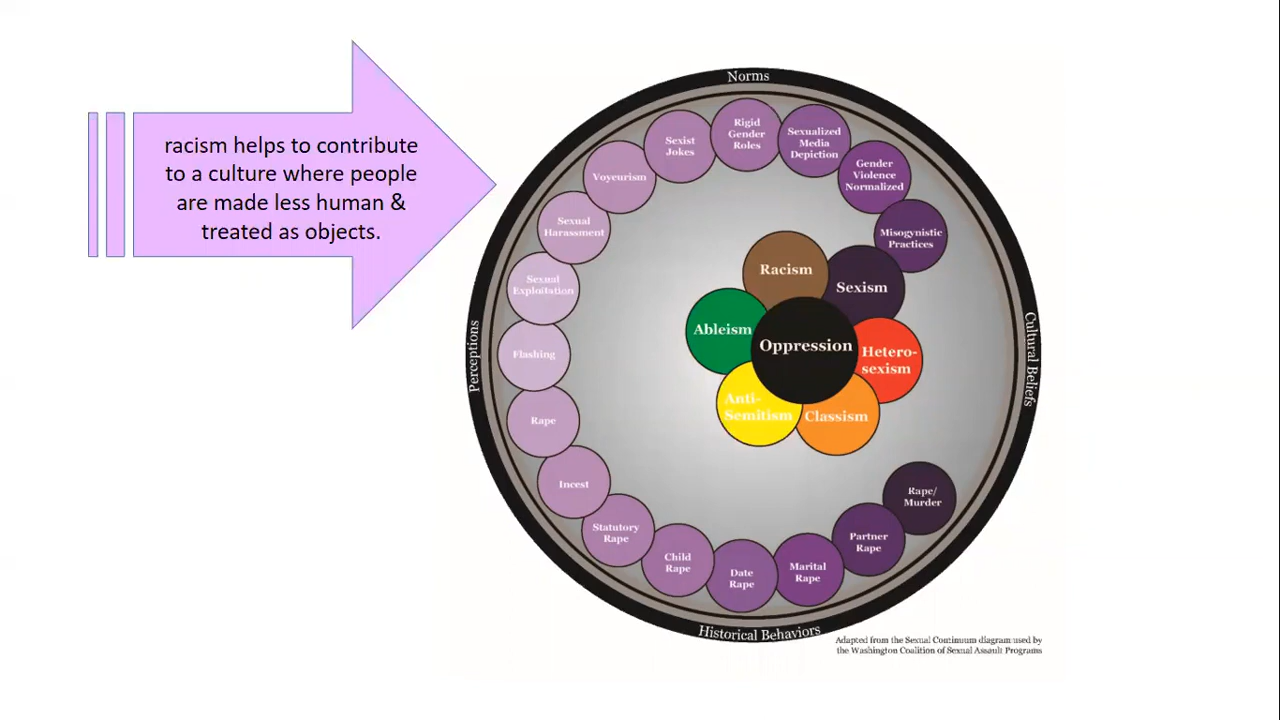 racism helps to contribute
to a culture where people
are made less human &
treated as objects.
Norms
Rigid
Gender
Roles
Sexualized
Media
Depiction
Gender
Violence
Normalized
Misogynistic
Practices
Sexist
Jokes
Voyeurism
Sexual
Harassment
Sexual
Exploitation
Flashing
Rape
Incest
Statutory
Rape
Child
Rape
Date
Rape
Marital
Rape
Partner
Rape
Rape/
Murder
Racism
Sexism
Ableism
Oppression
Hetero-
sexism
Anti-
Semitism
Classism
Perceptions
Cultural Beliefs
Historical Behaviors
Adapted from the Sexual Continuum diagram used by
the Washington Coalition of Sexual Assault Programs